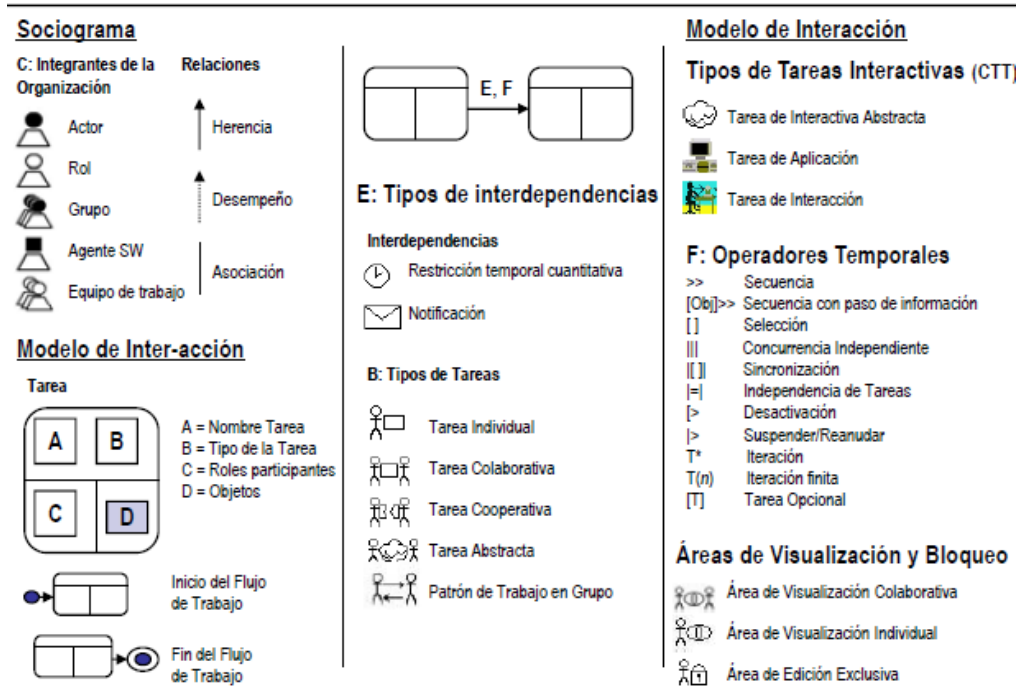 Sociograma
C: Integrantes de la
Organización
Relaciones
Actor
Herencia
Rol
Grupo
Desempeño
Agente SW
Asociación
Equipo de trabajo
Modelo de Inter-acción
Tarea
A
B
C
D
A = Nombre Tarea
B = Tipo de la Tarea
C = Roles participantes
D = Objetos
Inicio del Flujo
de Trabajo
Fin del Flujo
de Trabajo
E, F
E: Tipos de interdependencias
Interdependencias
Restricción temporal cuantitativa
Notificación
B: Tipos de Tareas
Tarea Individual
Tarea Colaborativa
Tarea Cooperativa
Tarea Abstracta
Patrón de Trabajo en Grupo
Modelo de Interacción
Tipos de Tareas Interactivas (CTT)
Tarea de Interactiva Abstracta
Tarea de Aplicación
Tarea de Interacción
F: Operadores Temporales
>> Secuencia
[Obj]>> Secuencia con paso de información
[ ] Selección
||| Concurrencia Independiente
|[ ]| Sincronización
|=| Independencia de Tareas
[> Desactivación
|> Suspender/Reanudar
T* Iteración
T(n) Iteración finita
[T] Tarea Opcional
Áreas de Visualización y Bloqueo
Área de Visualización Colaborativa
Área de Visualización Individual
Área de Edición Exclusiva